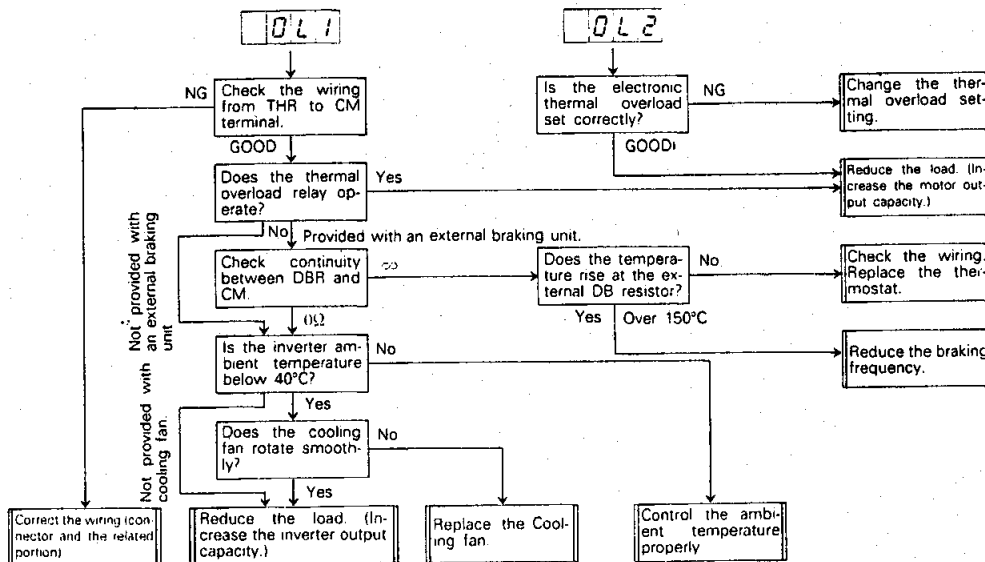 OL1
OL2
NG
Check the wiring
from THR to CM
terminal.
GOOD
Is the electronic
thermal overload
set correctly?
NG
GOOD
Change the ther-
mal overload set-
ting.
Does the thermal
overload relay op-
erate?
Yes
Reduce the load. (In-
crease the motor out-
put capacity.)
No
Provided with an external braking unit.
Not provided with
an external braking
unit
Check continuity
between DBR and
CM.
∞
Does the tempera-
ture rise at the ex-
ternal DB resistor?
No
Check the wiring.
Replace the ther-
mostat.
0Ω
Yes
Over 150°C
Is the inverter am-
bient temperature
below 40°C?
No
Reduce the braking
frequency.
Not provided with
cooling fan.
Yes
Does the cooling
fan rotate smooth-
ly?
No
Yes
Correct the wiring (con-
nector and the related
portion)
Reduce the load. (In-
crease the inverter output
capacity.)
Replace the Cool-
ing fan.
Control the ambi-
ent temperature
properly